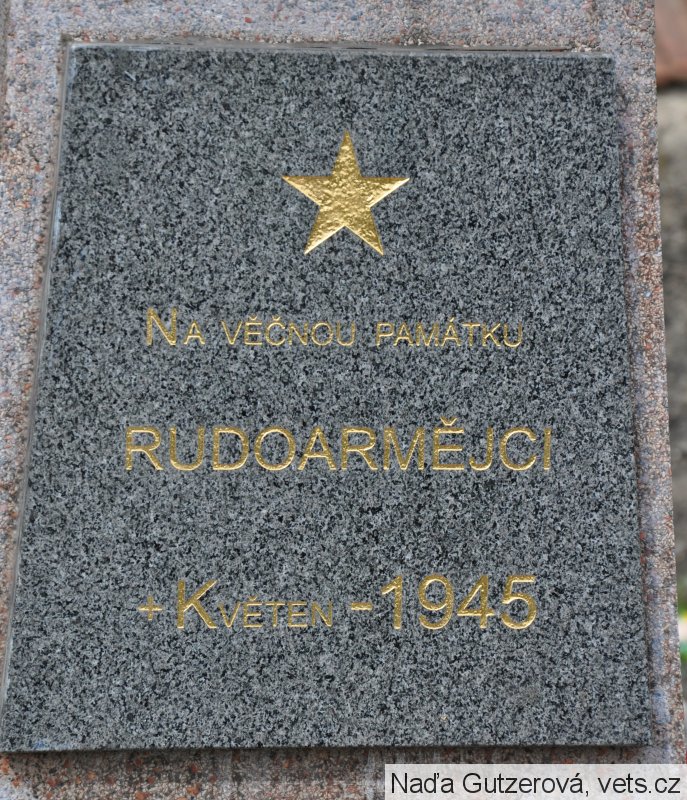 Na věčnou památku
RUDOARMĚJCI
+ Květen - 1945
Naďa Gutzerová, vets.cz